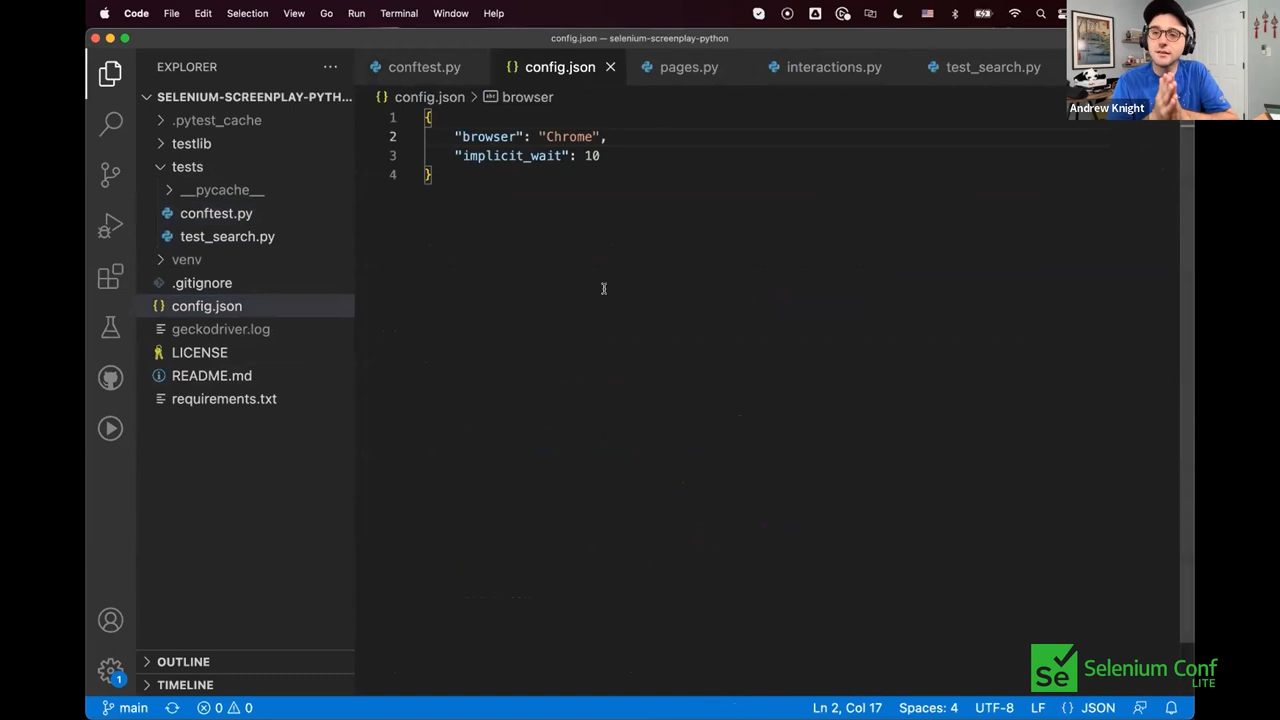 Code File Edit Selection View Go Run Terminal Window Help
config.json — selenium-screenplay-python
EXPLORER
conftest.py
config.json
pages.py
interactions.py
test_search.py
Andrew Knight
SELENIUM-SCREENPLAY-PYTH...
config.json > browser
.pytest_cache
testlib
tests
__pycache__
conftest.py
test_search.py
venv
.gitignore
config.json
geckodriver.log
LICENSE
README.md
requirements.txt
1 {
2 "browser": "Chrome",
3 "implicit_wait": 10
4 }
OUTLINE
TIMELINE
1
Se Selenium Conf
LITE
main 0 0 Ln 2, Col 17 Spaces: 4 UTF-8 LF {} JSON